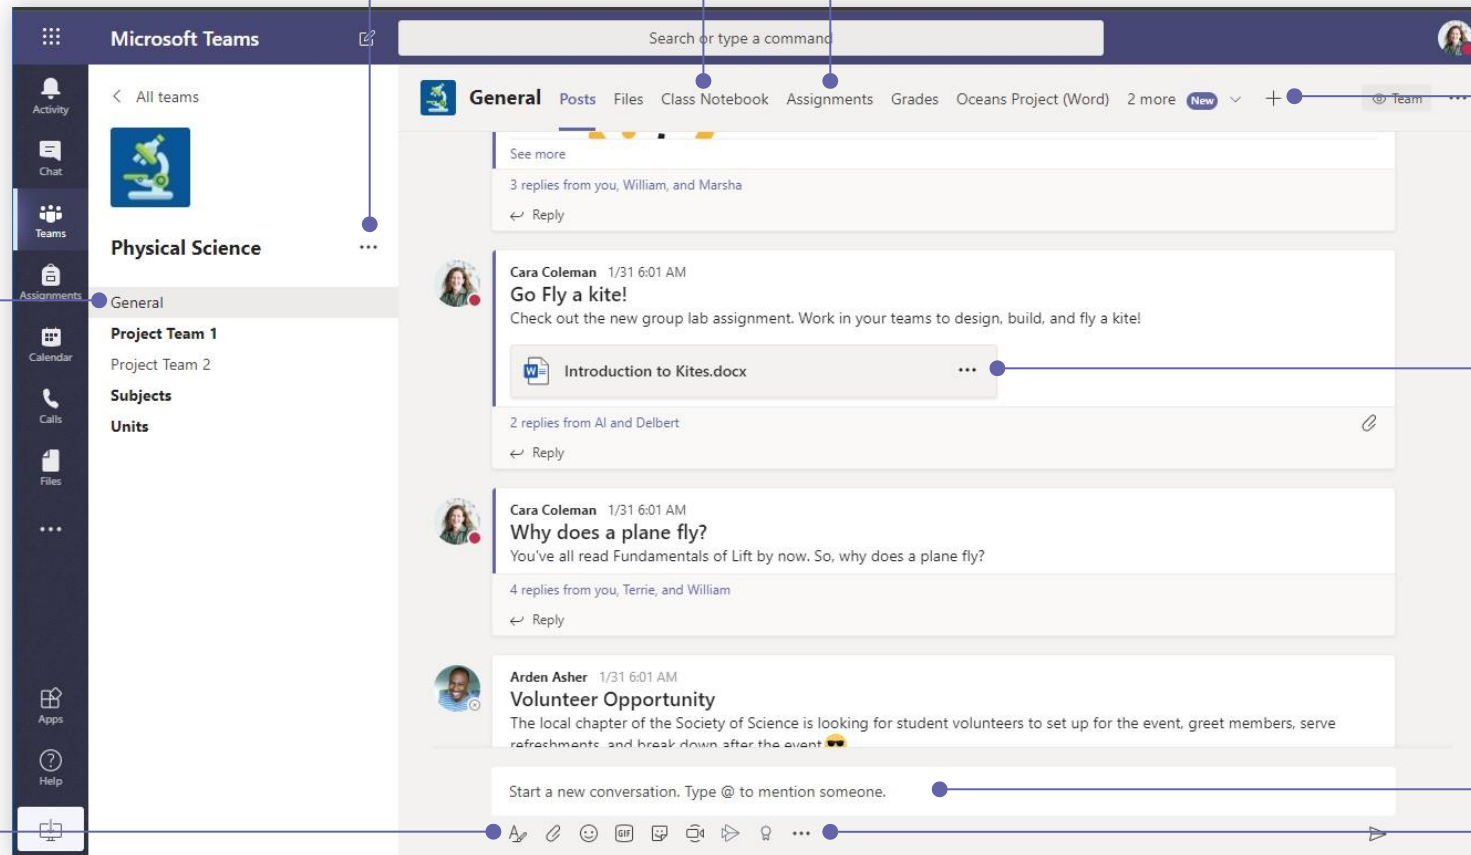 Microsoft Teams
Search or type a command
Activity
Chat
Teams
Assignments
Calendar
Calls
Files
Apps
Help
All teams
Physical Science
General
Project Team 1
Project Team 2
Subjects
Units
General Posts Files Class Notebook Assignments Grades Oceans Project (Word) 2 more New Team
See more
3 replies from you, William, and Marsha
Reply
Cara Coleman 1/31 6:01 AM
Go Fly a kite!
Check out the new group lab assignment. Work in your teams to design, build, and fly a kite!
Introduction to Kites.docx
2 replies from Al and Delbert
Reply
Cara Coleman 1/31 6:01 AM
Why does a plane fly?
You've all read Fundamentals of Lift by now. So, why does a plane fly?
4 replies from you, Terrie, and William
Reply
Arden Asher 1/31 6:01 AM
Volunteer Opportunity
The local chapter of the Society of Science is looking for student volunteers to set up for the event, greet members, serve
refreshments, and break down after the event
Start a new conversation. Type @ to mention someone.
GIF